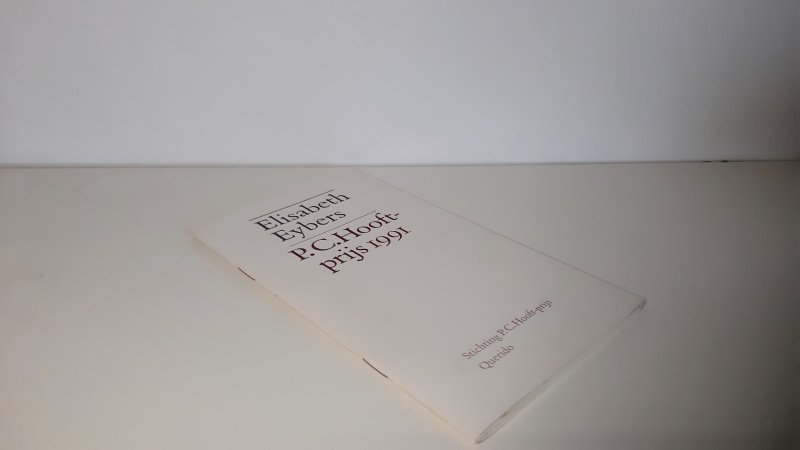 Elisabeth
Eybers
P.C. Hooft-
prijs 1991
Stichting P.C. Hooft-prijs
Querido